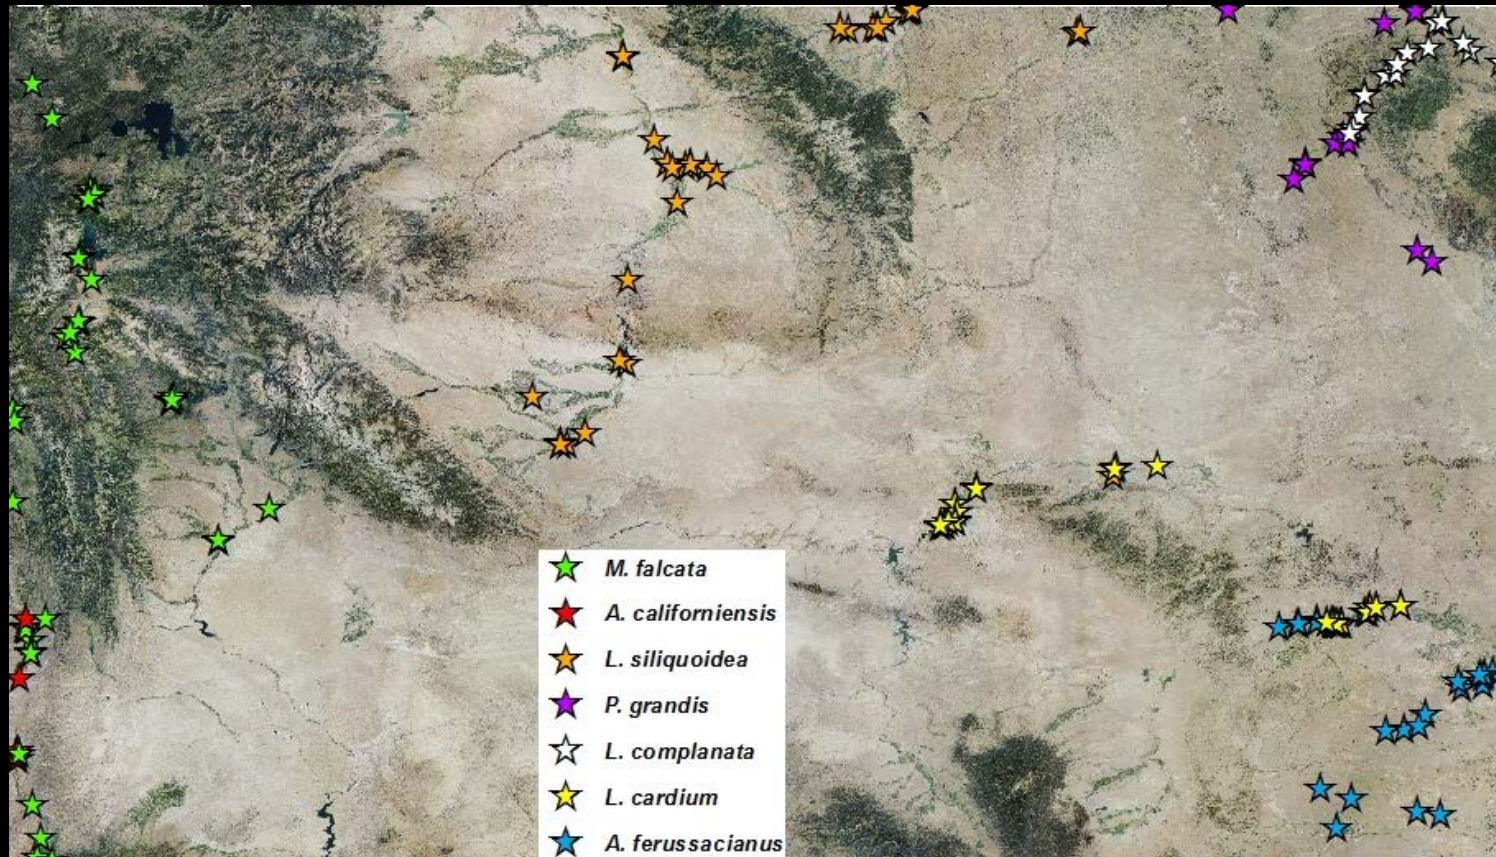 M. falcata
A. californiensis
L. siliquoidea
P. grandis
L. complanata
L. cardium
A. ferussacianus